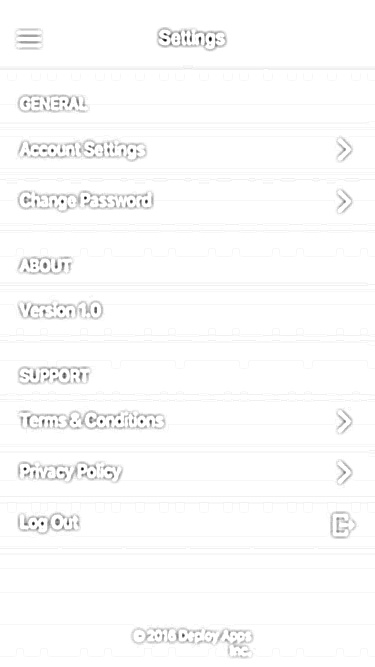 Settings
GENERAL
Account Settings
Change Password
ABOUT
Version 1.0
SUPPORT
Terms & Conditions
Privacy Policy
Log Out
© 2016 Deploy Apps
Inc.